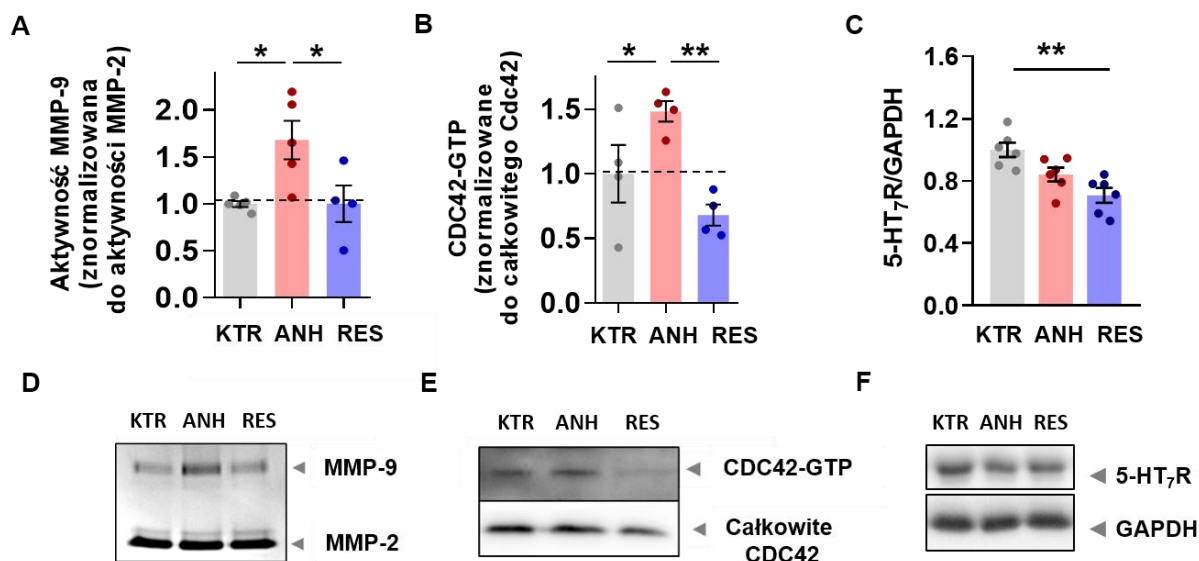 A
Aktywność MMP-9
(znormalizowana
do aktywności MMP-2)
2.0
1.5
1.0
0.5
0.0
* *
KTR ANH RES
B
CDC42-GTP
(znormalizowane
do całkowitego Cdc42)
1.5
1.0
0.5
0.0
* **
KTR ANH RES
C
5-HT₇R/GAPDH
1.6
1.2
0.8
0.4
0.0
**
KTR ANH RES
D
KTR ANH RES
MMP-9
MMP-2
E
KTR ANH RES
CDC42-GTP
Całkowite
CDC42
F
KTR ANH RES
5-HT₇R
GAPDH